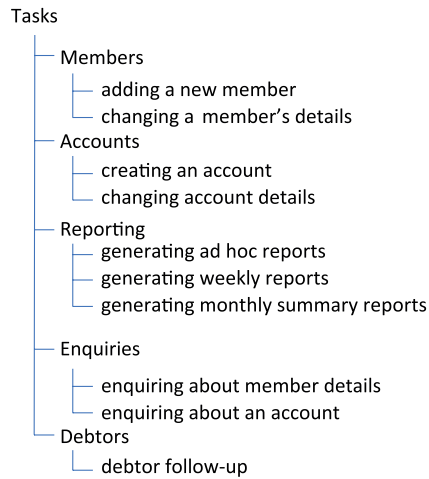 Tasks
Members
adding a new member
changing a member’s details
Accounts
creating an account
changing account details
Reporting
generating ad hoc reports
generating weekly reports
generating monthly summary reports
Enquiries
enquiring about member details
enquiring about an account
Debtors
debtor follow-up